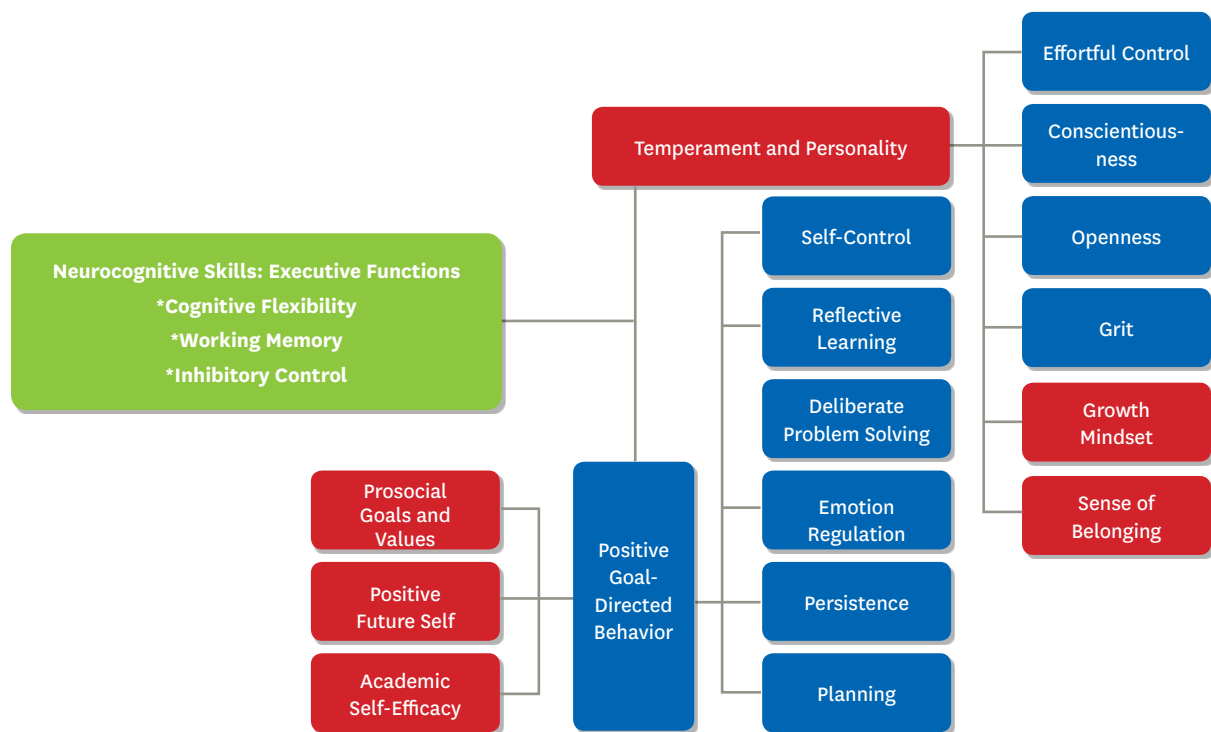 Effortful Control
Temperament and Personality
Conscientious-
ness
Self-Control
Openness
Neurocognitive Skills: Executive Functions
*Cognitive Flexibility
*Working Memory
*Inhibitory Control
Reflective
Learning
Grit
Deliberate
Problem Solving
Growth
Mindset
Prosocial
Goals and
Values
Emotion
Regulation
Sense of
Belonging
Positive
Goal-
Directed
Behavior
Positive
Future Self
Persistence
Academic
Self-Efficacy
Planning